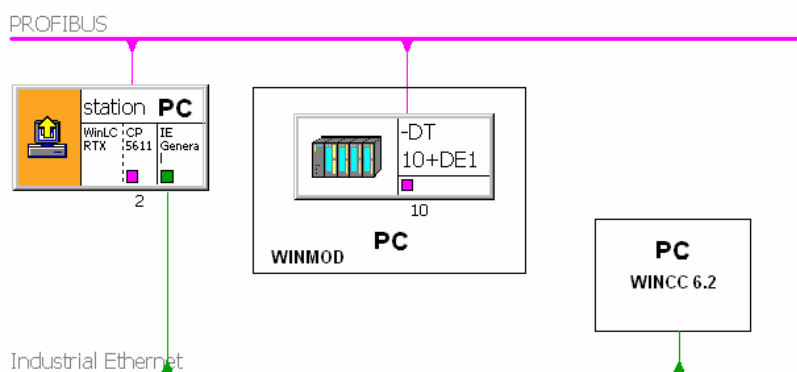 PROFIBUS
station PC
WinLC RTX
CP 5611
IE Genera l
2
-DT
10+DE1
10
PC
WINMOD
PC
WINCC 6.2
Industrial Ethernet